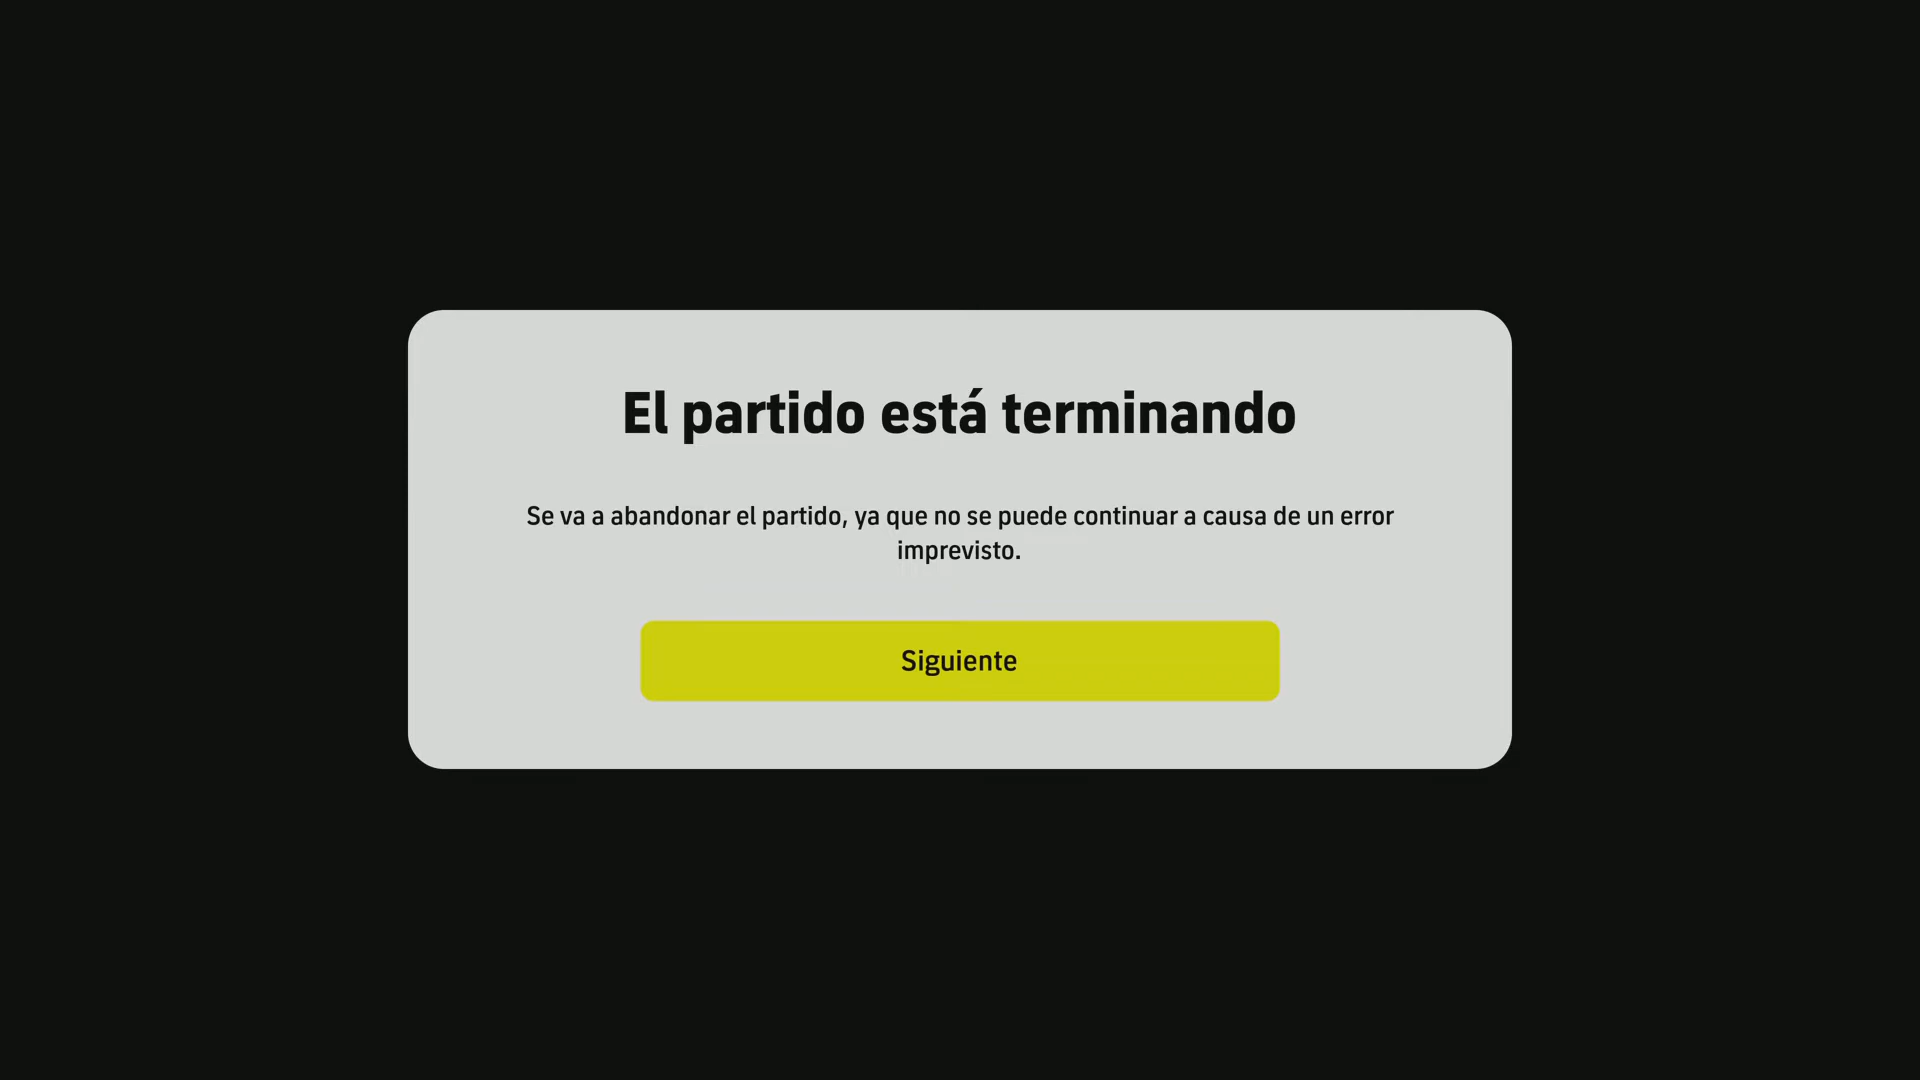 El partido está terminando
Se va a abandonar el partido, ya que no se puede continuar a causa de un error
imprevisto.
Siguiente